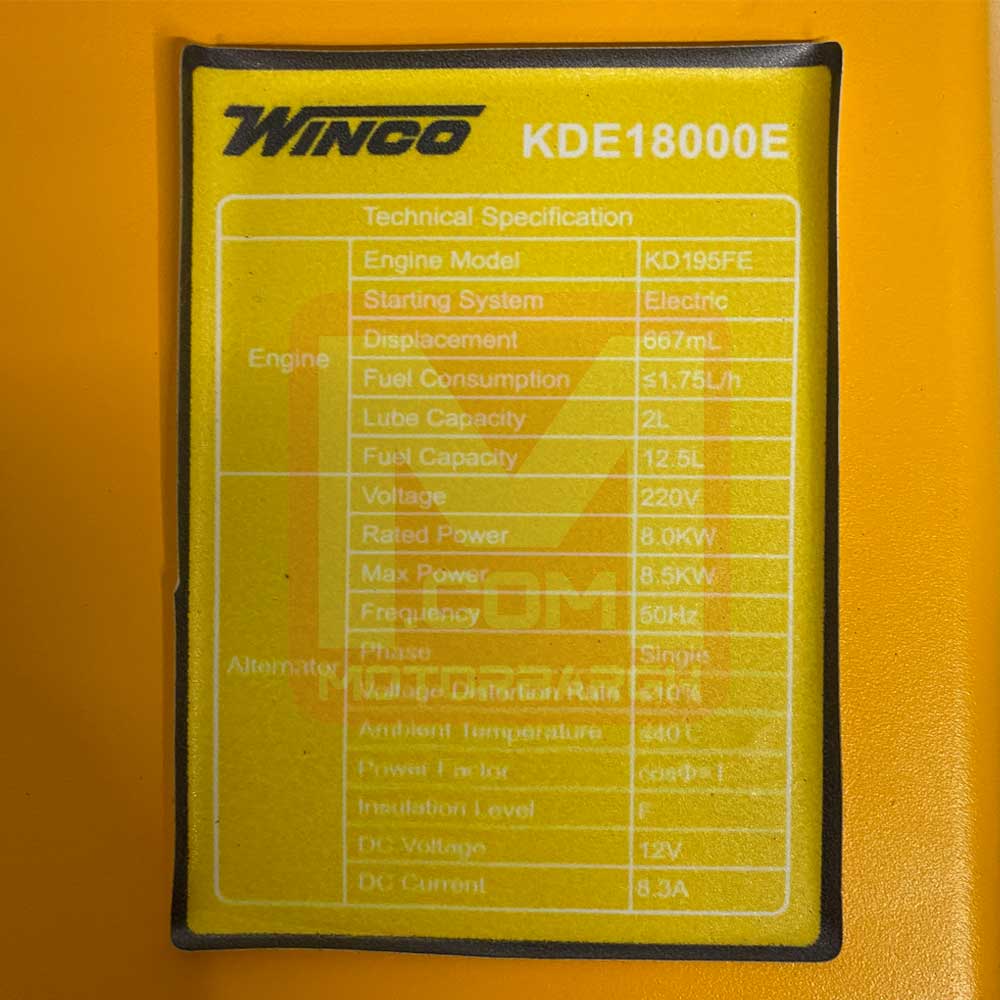 WINCO KDE18000E
Technical Specification
Engine
Engine Model KD195FE
Starting System Electric
Displacement 667mL
Fuel Consumption ≤1.75L/h
Lube Capacity 2L
Fuel Capacity 12.5L
Alternator
Voltage 220V
Rated Power 8.0KW
Max Power 8.5KW
Frequency 50Hz
Phase Single
Voltage Distortion Rate ≤10%
Ambient Temperature ≤40℃
Power Factor cosΦ=1
Insulation Level F
DC Voltage 12V
DC Current 8.3A
COM